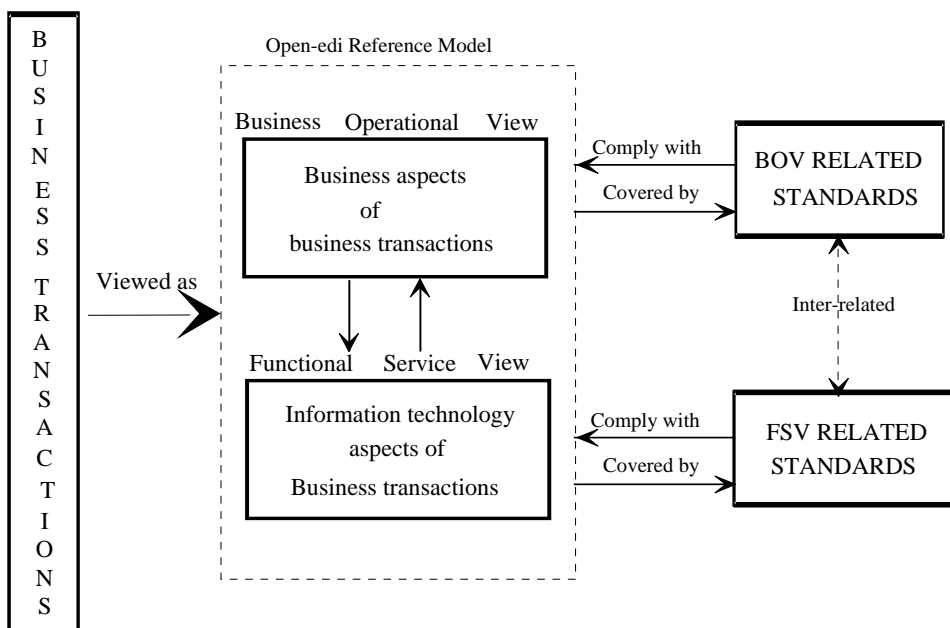 BUSINESS TRANSACTIONS
Open-edi Reference Model
Business Operational View
Business aspects
of
business transactions
Viewed as
Functional Service View
Information technology
aspects of
Business transactions
Comply with
Covered by
BOV RELATED
STANDARDS
Inter-related
Comply with
Covered by
FSV RELATED
STANDARDS